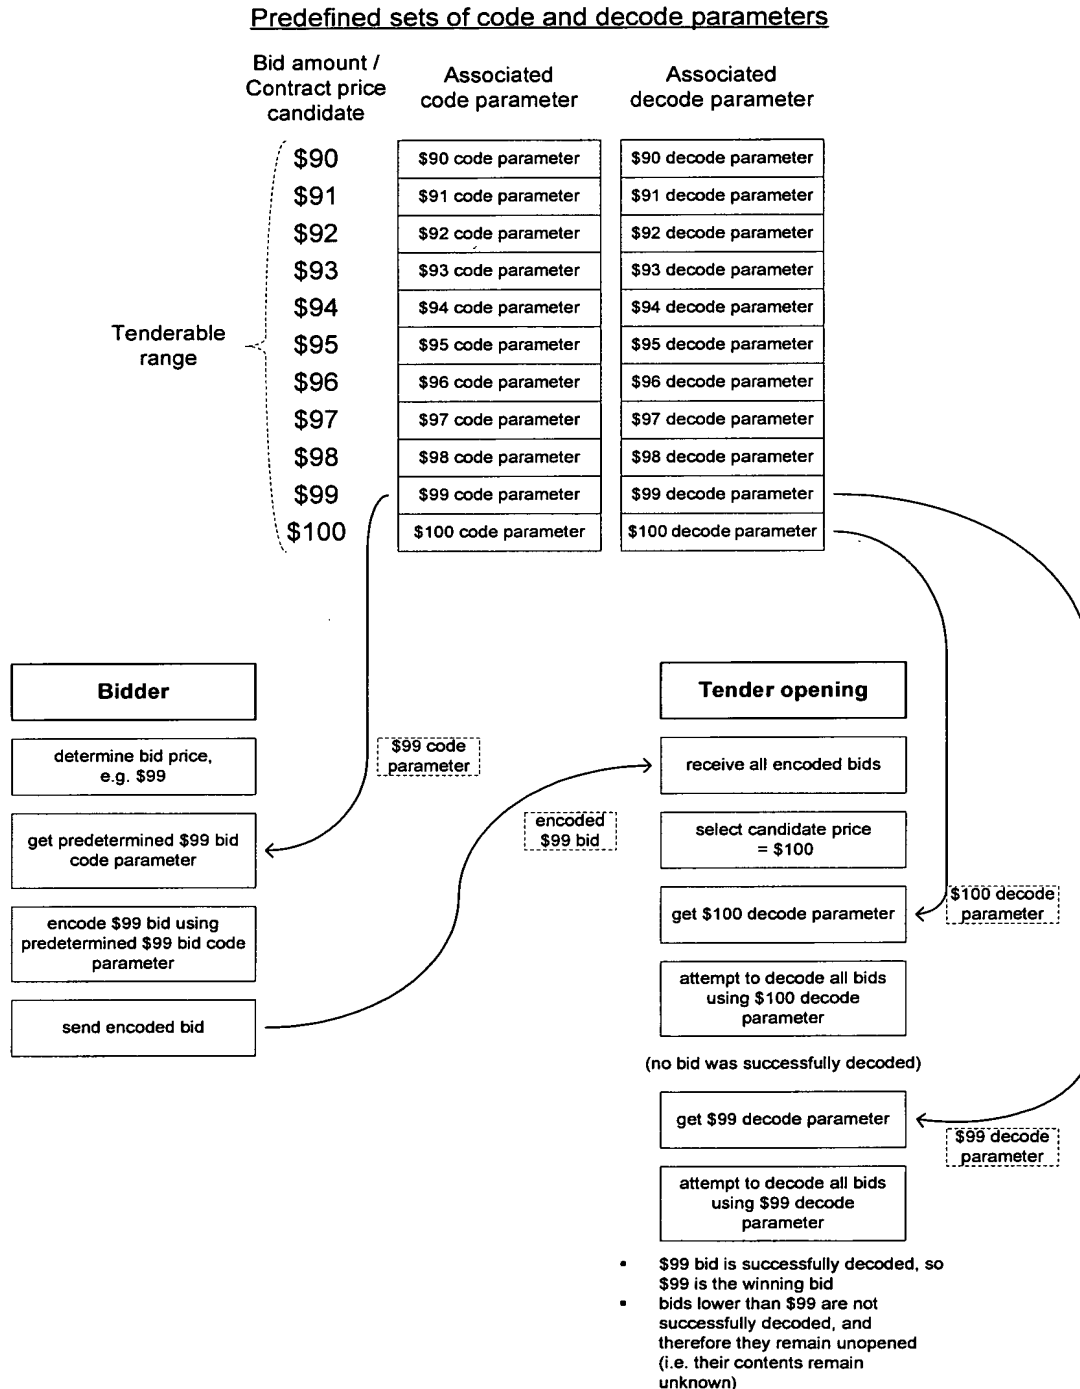 Predefined sets of code and decode parameters
Bid amount /
Contract price
candidate
Associated
code parameter
Associated
decode parameter
$90
$90 code parameter
$90 decode parameter
$91
$91 code parameter
$91 decode parameter
$92
$92 code parameter
$92 decode parameter
$93
$93 code parameter
$93 decode parameter
$94
$94 code parameter
$94 decode parameter
Tenderable
range
$95
$95 code parameter
$95 decode parameter
$96
$96 code parameter
$96 decode parameter
$97
$97 code parameter
$97 decode parameter
$98
$98 code parameter
$98 decode parameter
$99
$99 code parameter
$99 decode parameter
$100
$100 code parameter
$100 decode parameter
Bidder
determine bid price,
e.g. $99
$99 code
parameter
get predetermined $99 bid
code parameter
encode $99 bid using
predetermined $99 bid code
parameter
send encoded bid
encoded
$99 bid
Tender opening
receive all encoded bids
select candidate price
= $100
get $100 decode parameter
$100 decode
parameter
attempt to decode all bids
using $100 decode
parameter
(no bid was successfully decoded)
get $99 decode parameter
$99 decode
parameter
attempt to decode all bids
using $99 decode
parameter
▪ $99 bid is successfully decoded, so
$99 is the winning bid
▪ bids lower than $99 are not
successfully decoded, and
therefore they remain unopened
(i.e. their contents remain
unknown)